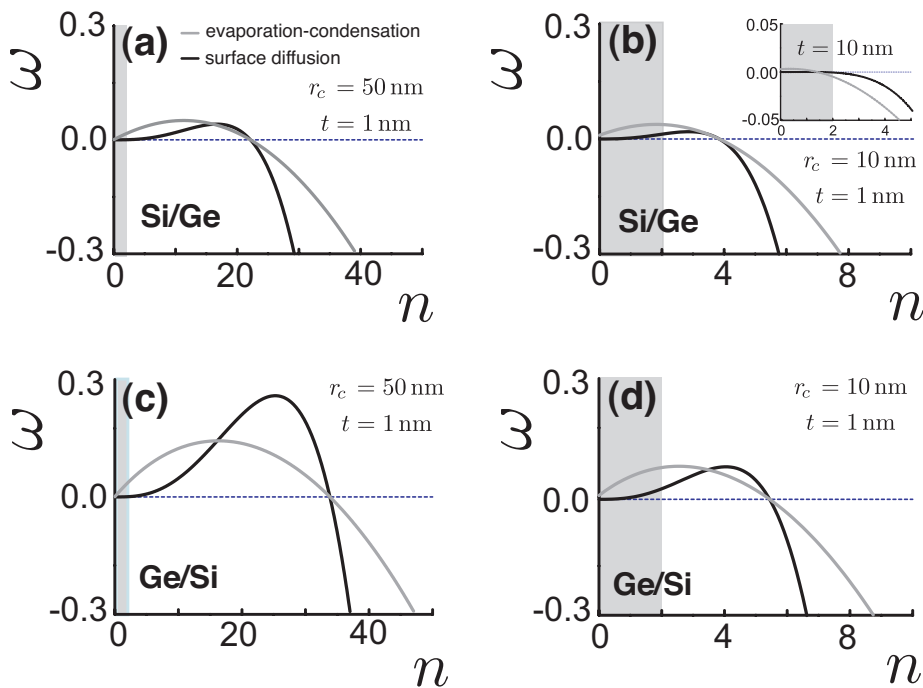 0.3
(a)
evaporation-condensation
surface diffusion
r_c = 50 nm
t = 1 nm
ω
0.0
Si/Ge
-0.3
0
20
40
n
0.3
(b)
0.05
t = 10 nm
0.00
-0.05
0
2
4
ω
0.0
r_c = 10 nm
t = 1 nm
Si/Ge
-0.3
0
4
8
n
0.3
(c)
r_c = 50 nm
t = 1 nm
ω
0.0
Ge/Si
-0.3
0
20
40
n
0.3
(d)
r_c = 10 nm
t = 1 nm
ω
0.0
Ge/Si
-0.3
0
4
8
n